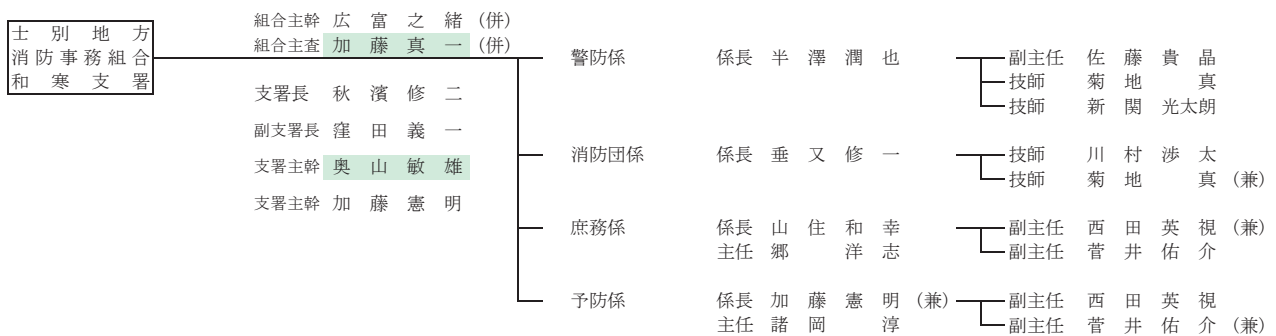 士別地方
消防事務組合
和寒支署
組合主幹 広富之緒 (併)
組合主査 加藤真一 (併)
支署長 秋濱修二
副支署長 窪田義一
支署主幹 奥山敏雄
支署主幹 加藤憲明
警防係 係長 半澤潤也 副主任 佐藤貴晶
技師 菊地真
技師 新関光太朗
消防団係 係長 垂又修一 技師 川村渉太
技師 菊地真 (兼)
庶務係 係長 山住和幸 副主任 西田英視 (兼)
主任 郷洋志 副主任 菅井佑介
予防係 係長 加藤憲明 (兼) 副主任 西田英視
主任 諸岡淳 副主任 菅井佑介 (兼)